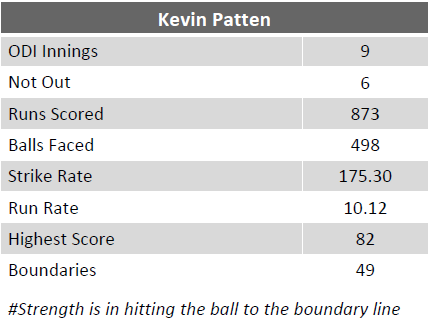 Kevin Patten
ODI Innings 9
Not Out 6
Runs Scored 873
Balls Faced 498
Strike Rate 175.30
Run Rate 10.12
Highest Score 82
Boundaries 49
#Strength is in hitting the ball to the boundary line